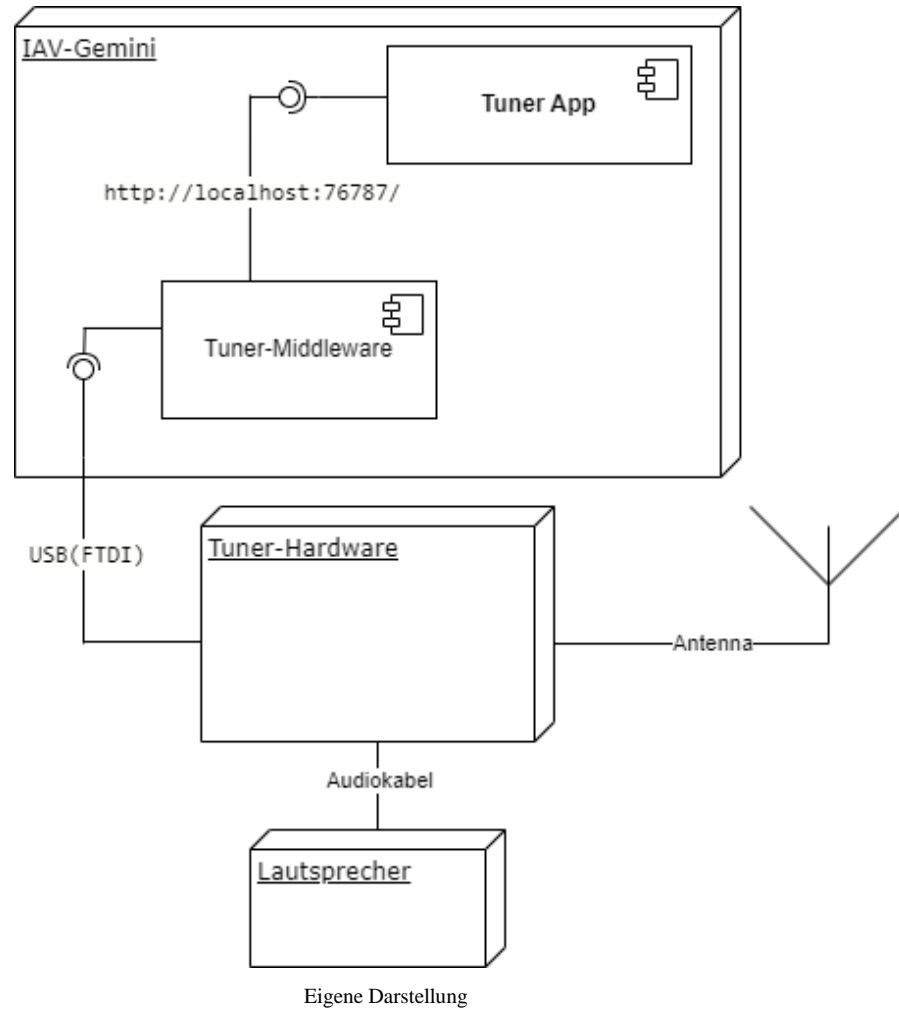 IAV-Gemini
Tuner App
http://localhost:76787/
Tuner-Middleware
USB(FTDI)
Tuner-Hardware
Antenna
Audiokabel
Lautsprecher
Eigene Darstellung